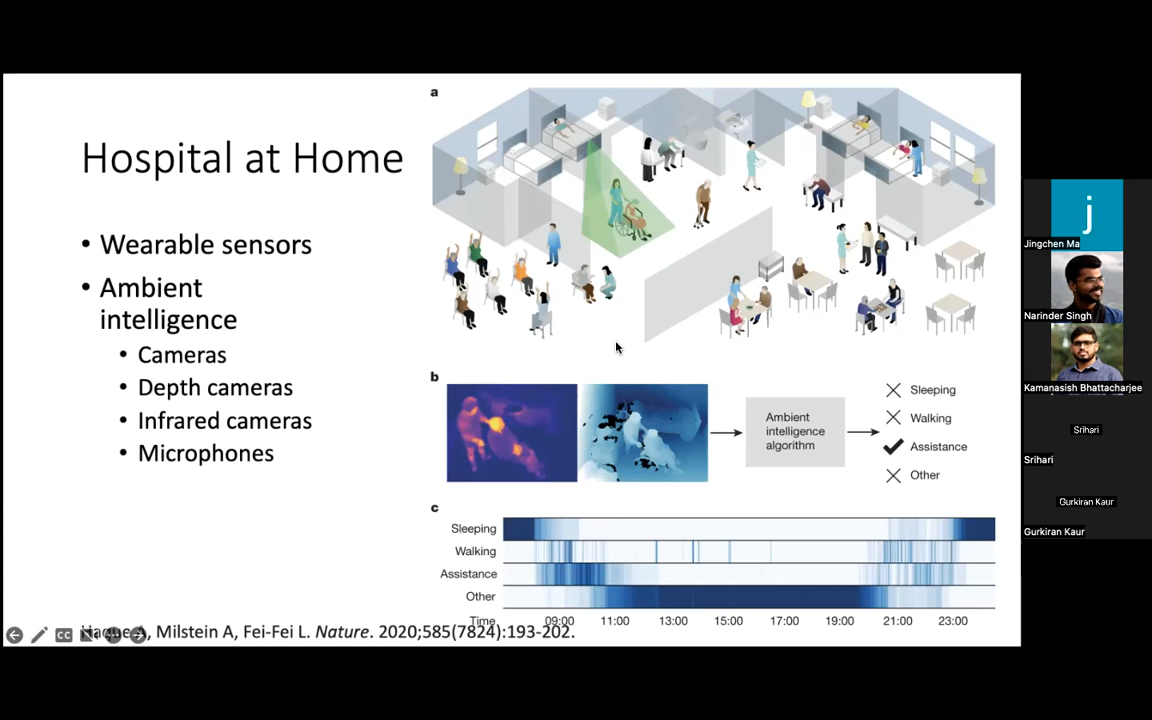 Hospital at Home
• Wearable sensors
• Ambient
intelligence
• Cameras
• Depth cameras
• Infrared cameras
• Microphones
a
b
Ambient
intelligence
algorithm
Sleeping
Walking
Assistance
Other
c
Sleeping
Walking
Assistance
Other
Time
09:00 11:00 13:00 15:00 17:00 19:00 21:00 23:00
Haque A, Milstein A, Fei-Fei L. Nature. 2020;585(7824):193-202.
CC
j
Jingchen Ma
Narinder Singh
Kamanasish Bhattacharjee
Srihari
Srihari
Gurkiran Kaur
Gurkiran Kaur